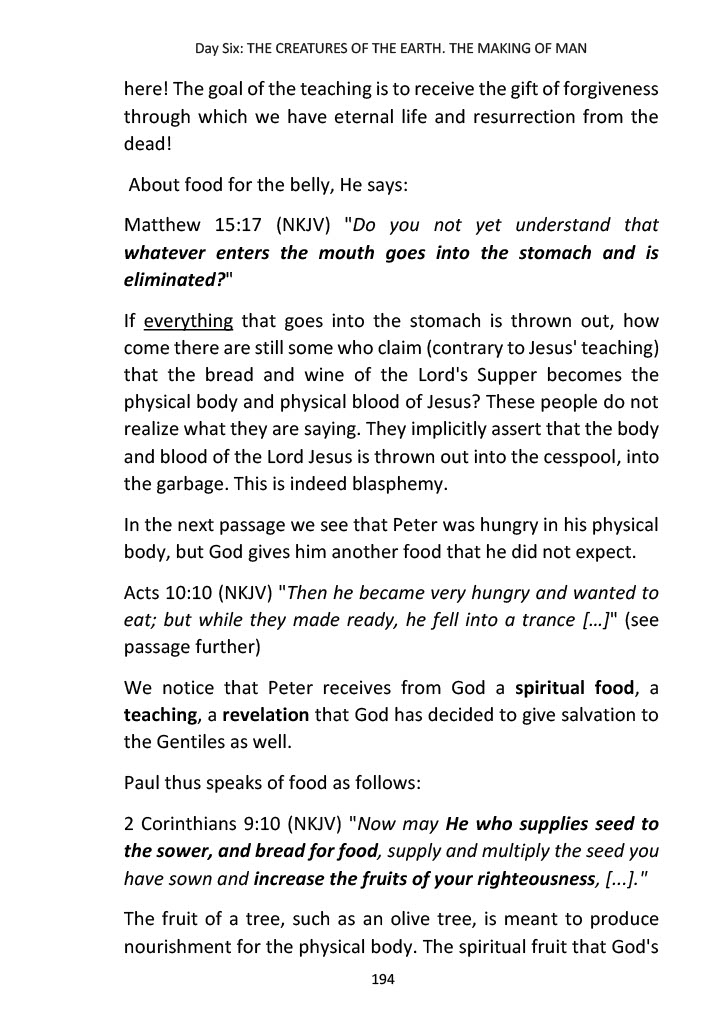 Day Six: THE CREATURES OF THE EARTH. THE MAKING OF MAN
here! The goal of the teaching is to receive the gift of forgiveness
through which we have eternal life and resurrection from the
dead!
About food for the belly, He says:
Matthew 15:17 (NKJV) "Do you not yet understand that
whatever enters the mouth goes into the stomach and is
eliminated?"
If everything that goes into the stomach is thrown out, how
come there are still some who claim (contrary to Jesus' teaching)
that the bread and wine of the Lord's Supper becomes the
physical body and physical blood of Jesus? These people do not
realize what they are saying. They implicitly assert that the body
and blood of the Lord Jesus is thrown out into the cesspool, into
the garbage. This is indeed blasphemy.
In the next passage we see that Peter was hungry in his physical
body, but God gives him another food that he did not expect.
Acts 10:10 (NKJV) "Then he became very hungry and wanted to
eat; but while they made ready, he fell into a trance […]" (see
passage further)
We notice that Peter receives from God a spiritual food, a
teaching, a revelation that God has decided to give salvation to
the Gentiles as well.
Paul thus speaks of food as follows:
2 Corinthians 9:10 (NKJV) "Now may He who supplies seed to
the sower, and bread for food, supply and multiply the seed you
have sown and increase the fruits of your righteousness, [...]."
The fruit of a tree, such as an olive tree, is meant to produce
nourishment for the physical body. The spiritual fruit that God's
194